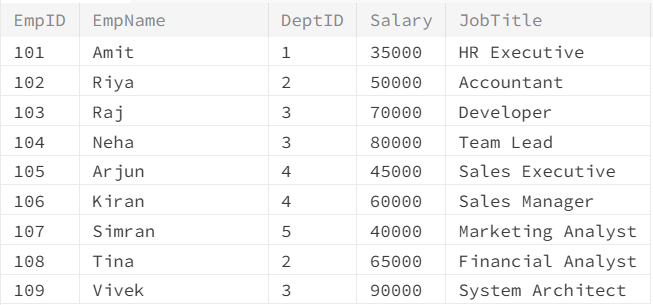 EmpID EmpName DeptID Salary JobTitle
101 Amit 1 35000 HR Executive
102 Riya 2 50000 Accountant
103 Raj 3 70000 Developer
104 Neha 3 80000 Team Lead
105 Arjun 4 45000 Sales Executive
106 Kiran 4 60000 Sales Manager
107 Simran 5 40000 Marketing Analyst
108 Tina 2 65000 Financial Analyst
109 Vivek 3 90000 System Architect